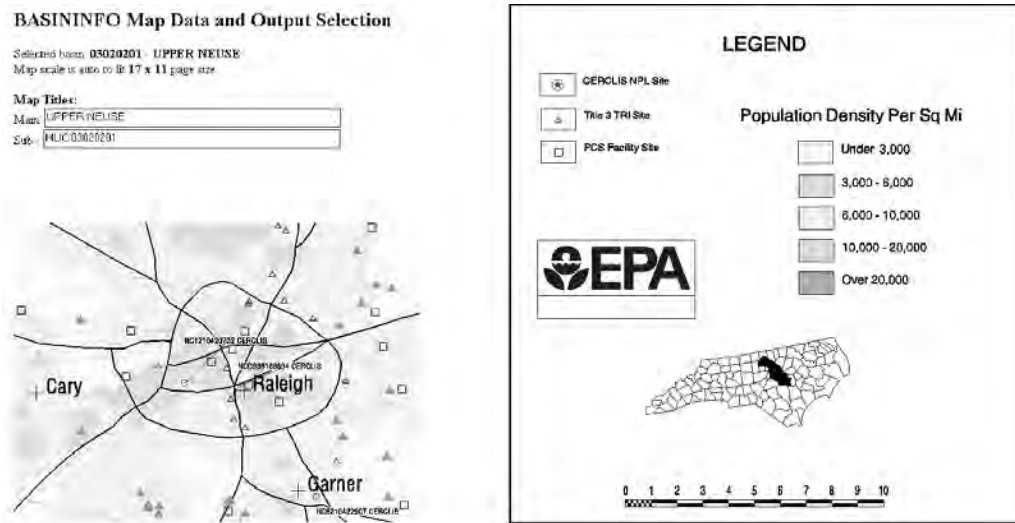 BASININFO Map Data and Output Selection
Selected basin 03020201 - UPPER NEUSE
Map scale is auto to fit 17 x 11 page size
Map Titles:
Main: UPPER NEUSE
Sub: HUC 03020201
CERCLIS
CERCLIS
Cary
Raleigh
Garner
CERCLIS
LEGEND
CERCLIS NPL Site
Title 3 TRI Site
PCS Facility Site
Population Density Per Sq Mi
Under 3,000
3,000 - 6,000
6,000 - 10,000
10,000 - 20,000
Over 20,000
EPA
0 1 2 3 4 5 6 7 8 9 10